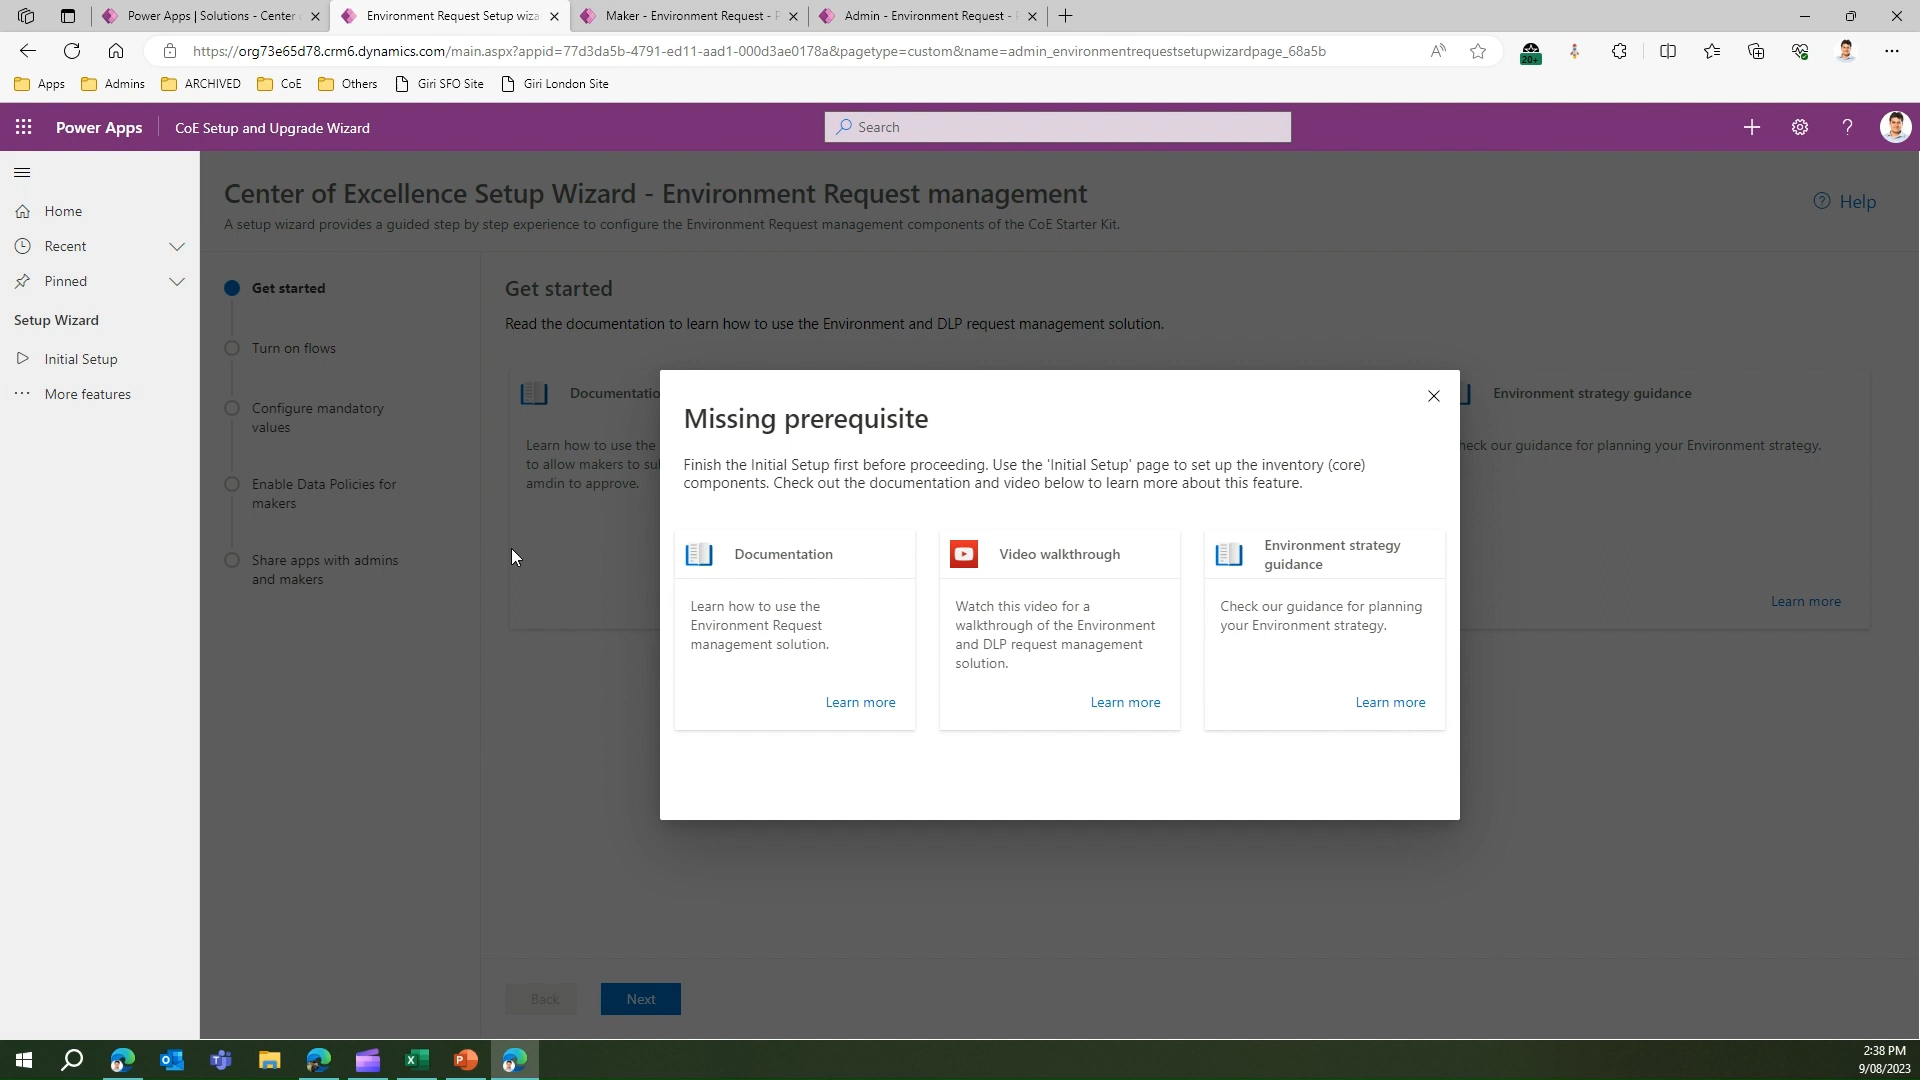 Power Apps | Solutions - Center
Environment Request Setup wiza
Maker - Environment Request -
Admin - Environment Request -
https://org73e65d78.crm6.dynamics.com/main.aspx?appid=77d3da5b-4791-ed11-aad1-000d3ae0178a&pagetype=custom&name=admin_environmentrequestsetupwizardpage_68a5b
20+
Apps
Admins
ARCHIVED
CoE
Others
Giri SFO Site
Giri London Site
Power Apps
CoE Setup and Upgrade Wizard
Search
Home
Recent
Pinned
Setup Wizard
Initial Setup
More features
Center of Excellence Setup Wizard - Environment Request management
A setup wizard provides a guided step by step experience to configure the Environment Request management components of the CoE Starter Kit.
Help
Get started
Turn on flows
Configure mandatory
values
Enable Data Policies for
makers
Share apps with admins
and makers
Get started
Read the documentation to learn how to use the Environment and DLP request management solution.
Documentatio
Learn how to use the
to allow makers to su
amdin to approve.
Environment strategy guidance
heck our guidance for planning your Environment strategy.
Learn more
Missing prerequisite
Finish the Initial Setup first before proceeding. Use the 'Initial Setup' page to set up the inventory (core)
components. Check out the documentation and video below to learn more about this feature.
Documentation
Learn how to use the
Environment Request
management solution.
Learn more
Video walkthrough
Watch this video for a
walkthrough of the Environment
and DLP request management
solution.
Learn more
Environment strategy
guidance
Check our guidance for planning
your Environment strategy.
Learn more
Back
Next
2:38 PM
9/08/2023